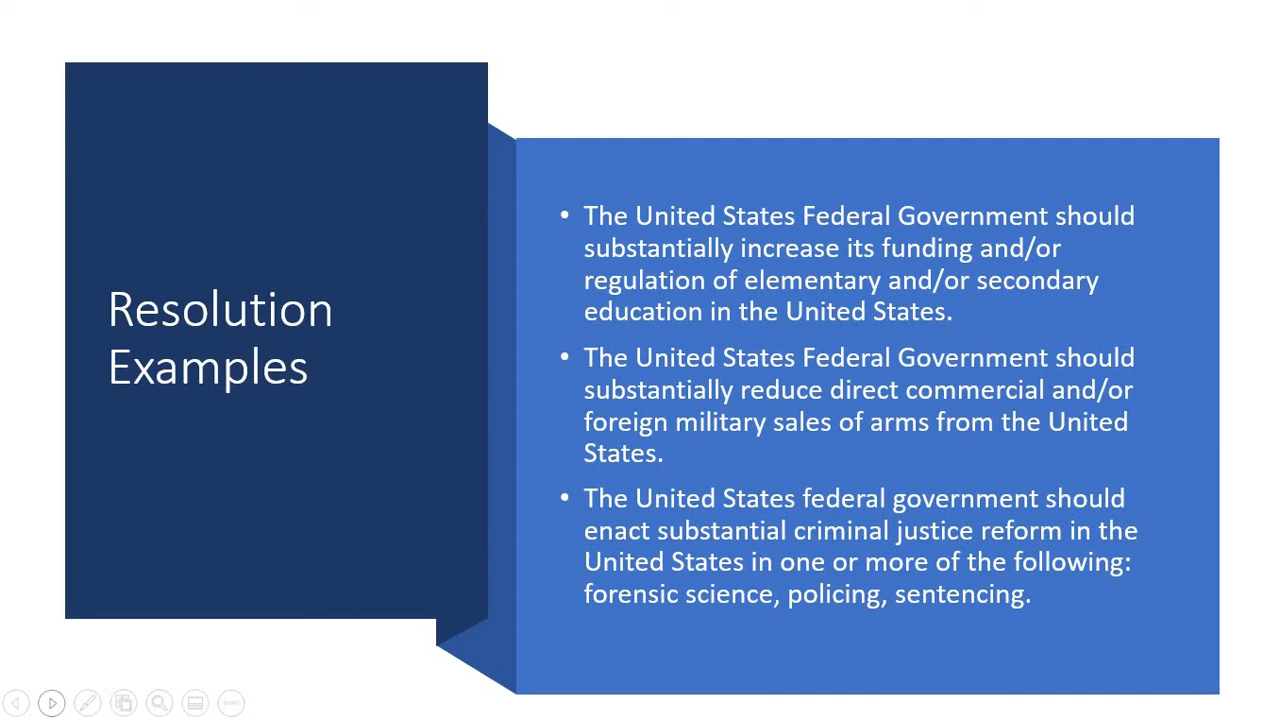 Resolution
Examples
• The United States Federal Government should
substantially increase its funding and/or
regulation of elementary and/or secondary
education in the United States.
• The United States Federal Government should
substantially reduce direct commercial and/or
foreign military sales of arms from the United
States.
• The United States federal government should
enact substantial criminal justice reform in the
United States in one or more of the following:
forensic science, policing, sentencing.